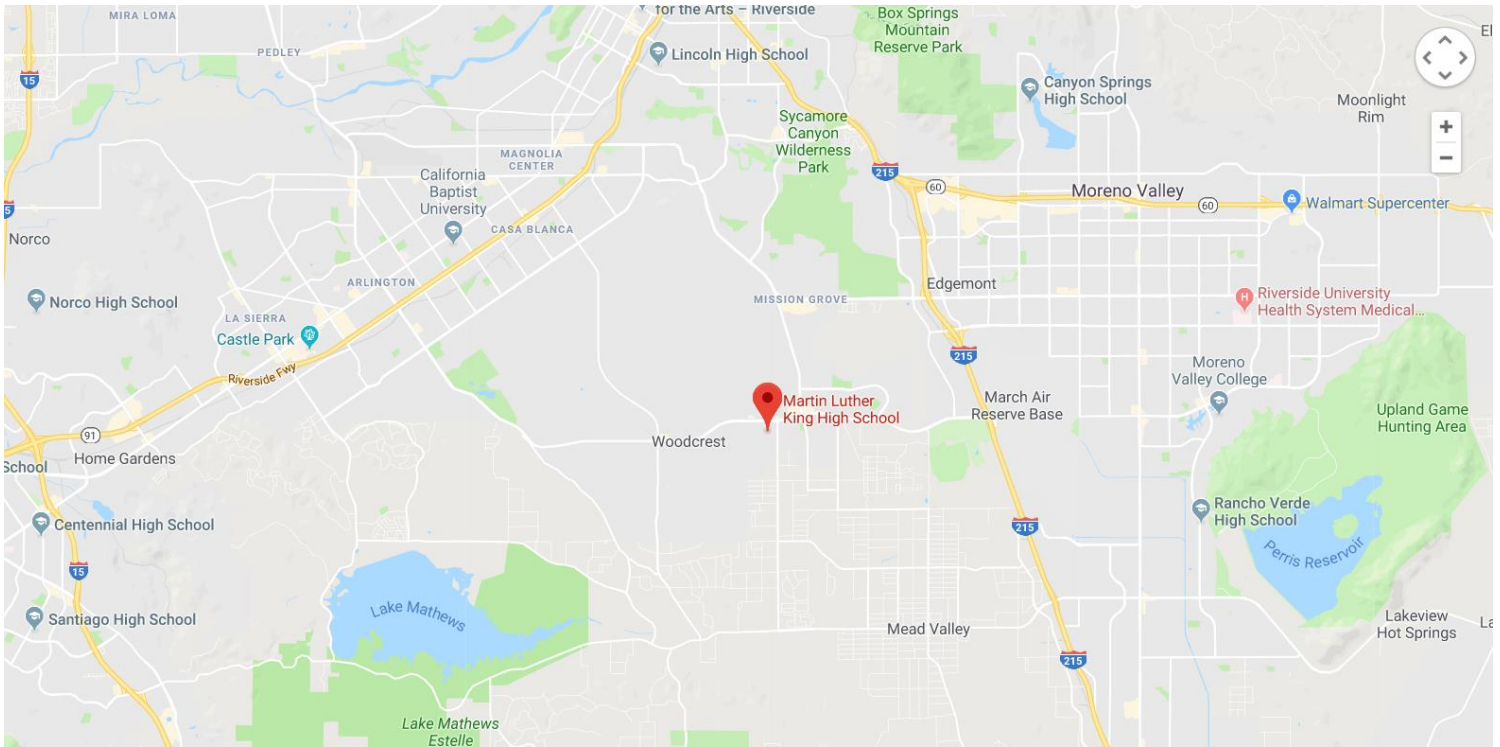 MIRA LOMA
for the Arts – Riverside
Box Springs
Mountain
Reserve Park
El
PEDLEY
Lincoln High School
15
Canyon Springs
High School
Moonlight
Rim
+
−
Sycamore
Canyon
Wilderness
Park
MAGNOLIA
CENTER
California
Baptist
University
215
60
Moreno Valley
60
Walmart Supercenter
5
Norco
CASA BLANCA
ARLINGTON
Edgemont
Norco High School
MISSION GROVE
H
Riverside University
Health System Medical...
LA SIERRA
Castle Park
215
Riverside Fwy
Moreno
Valley College
Martin Luther
King High School
March Air
Reserve Base
Upland Game
Hunting Area
91
Woodcrest
Home Gardens
School
Centennial High School
215
Rancho Verde
High School
Perris Reservoir
15
Lake Mathews
Santiago High School
Mead Valley
Lakeview
Hot Springs
La
215
Lake Mathews
Estelle